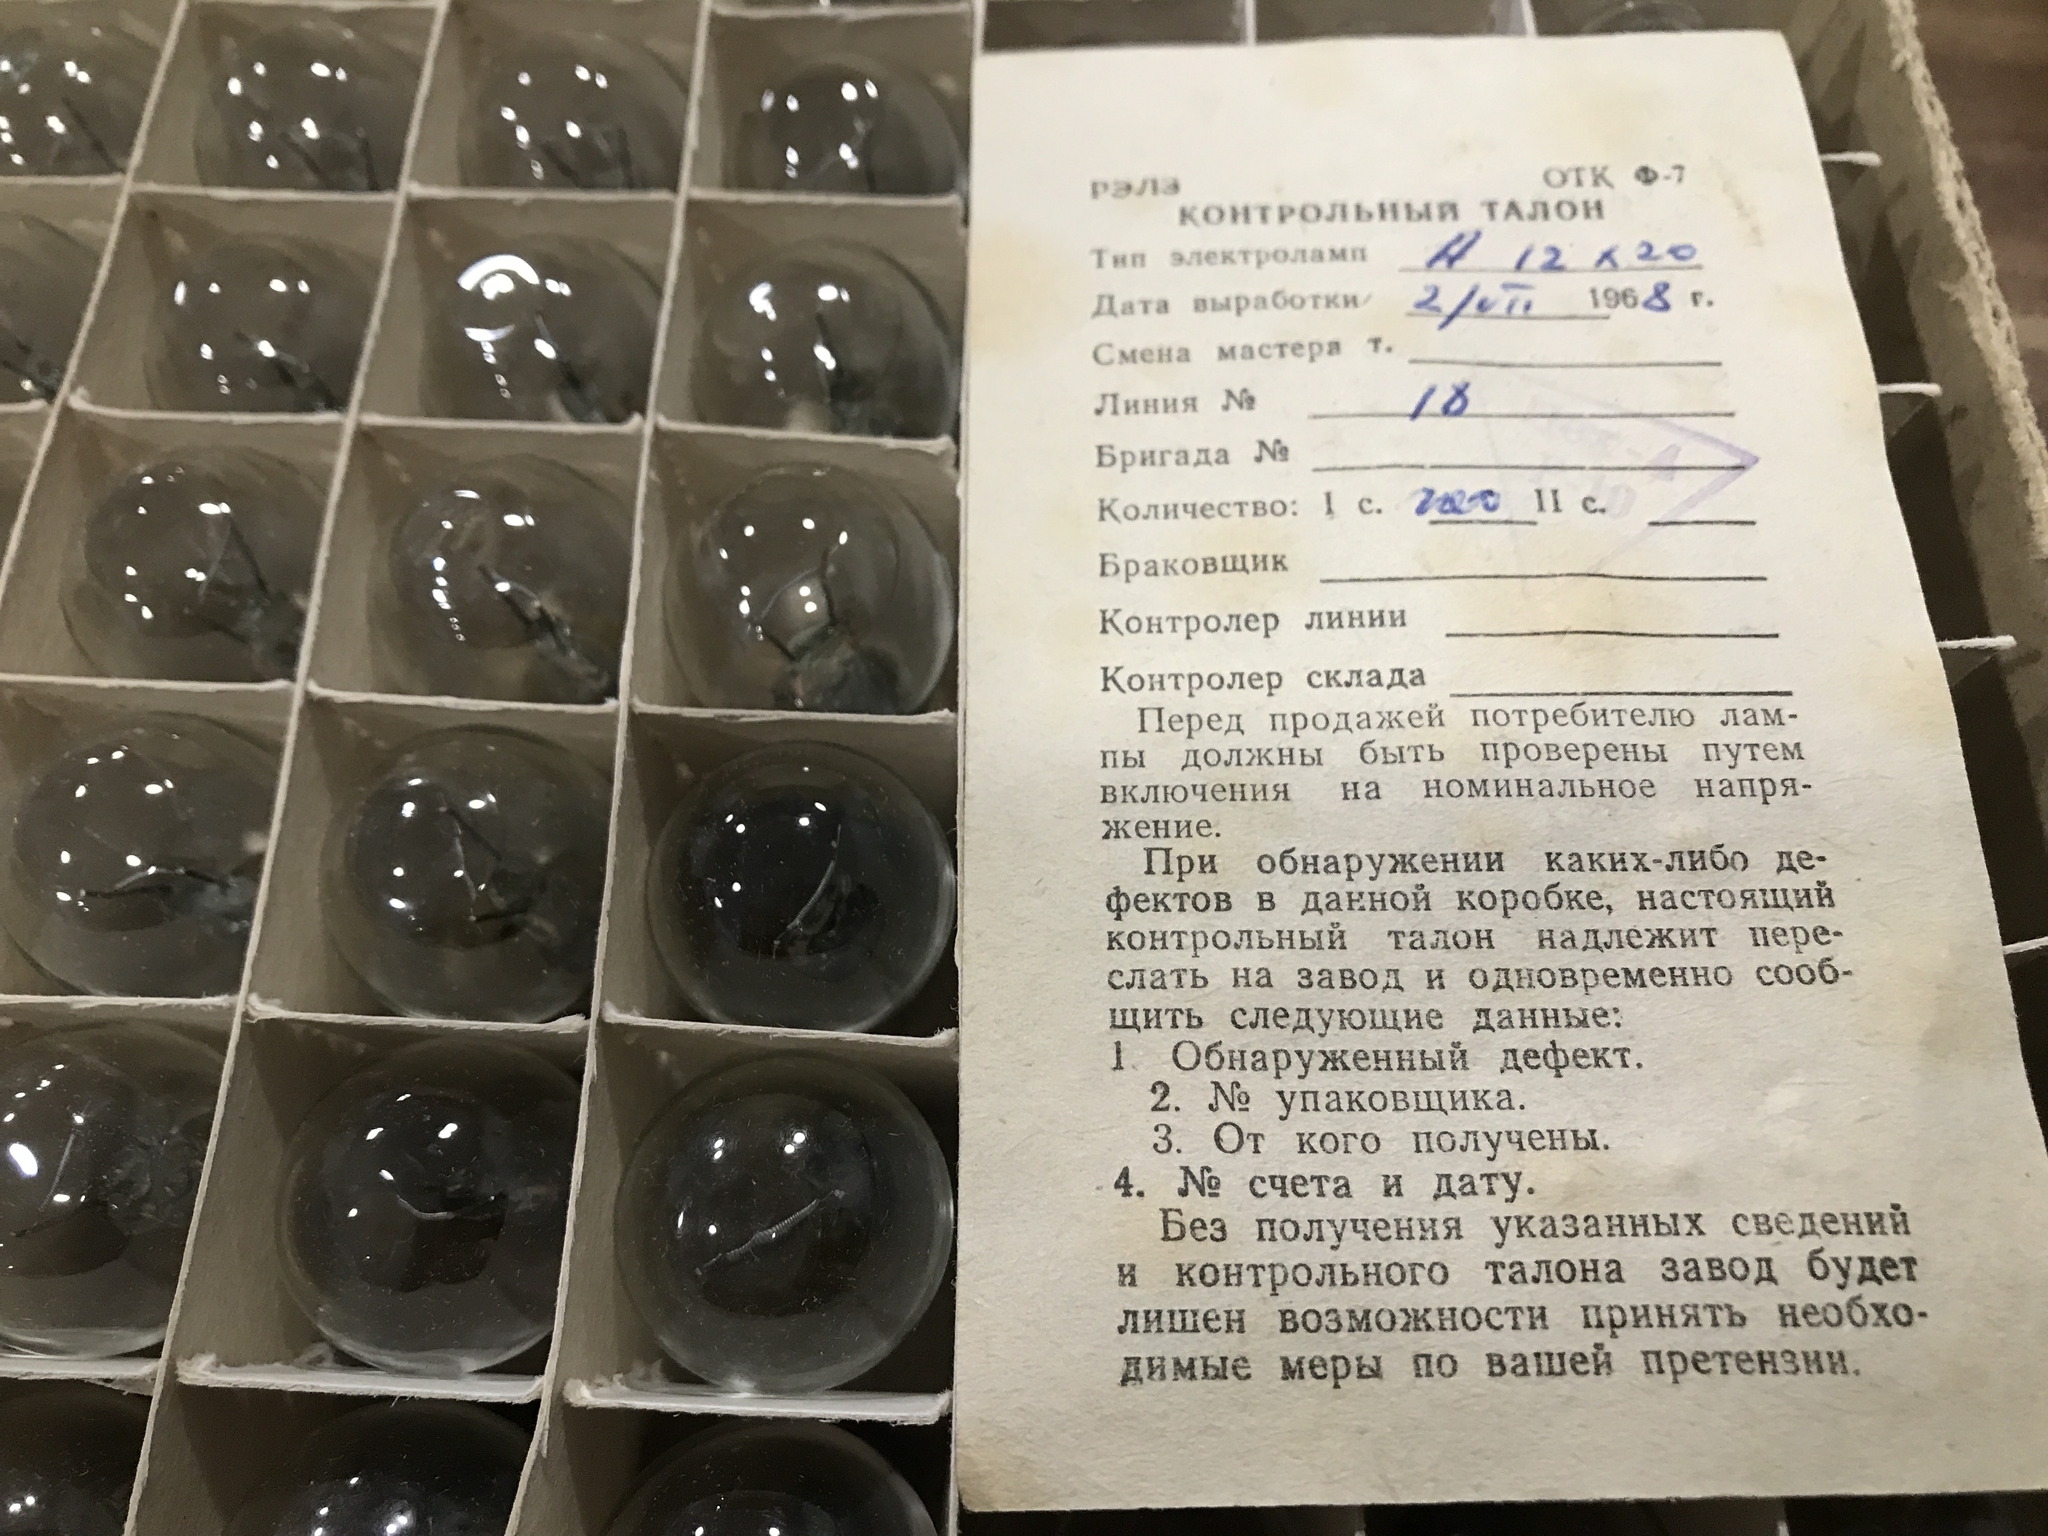 РЭЛЗ ОТК Ф-7
КОНТРОЛЬНЫЙ ТАЛОН
Тип электроламп А 12 х 20
Дата выработки 2/VII 1968 г.
Смена мастера т.
Линия № 18
Бригада №
Количество: I с. II с.
Браковщик
Контролер линии
Контролер склада
Перед продажей потребителю лам-
пы должны быть проверены путем
включения на номинальное напря-
жение.
При обнаружении каких-либо де-
фектов в данной коробке, настоящий
контрольный талон надлежит пере-
слать на завод и одновременно сооб-
щить следующие данные:
1. Обнаруженный дефект.
2. № упаковщика.
3. От кого получены.
4. № счета и дату.
Без получения указанных сведений
и контрольного талона завод будет
лишен возможности принять необхо-
димые меры по вашей претензии.